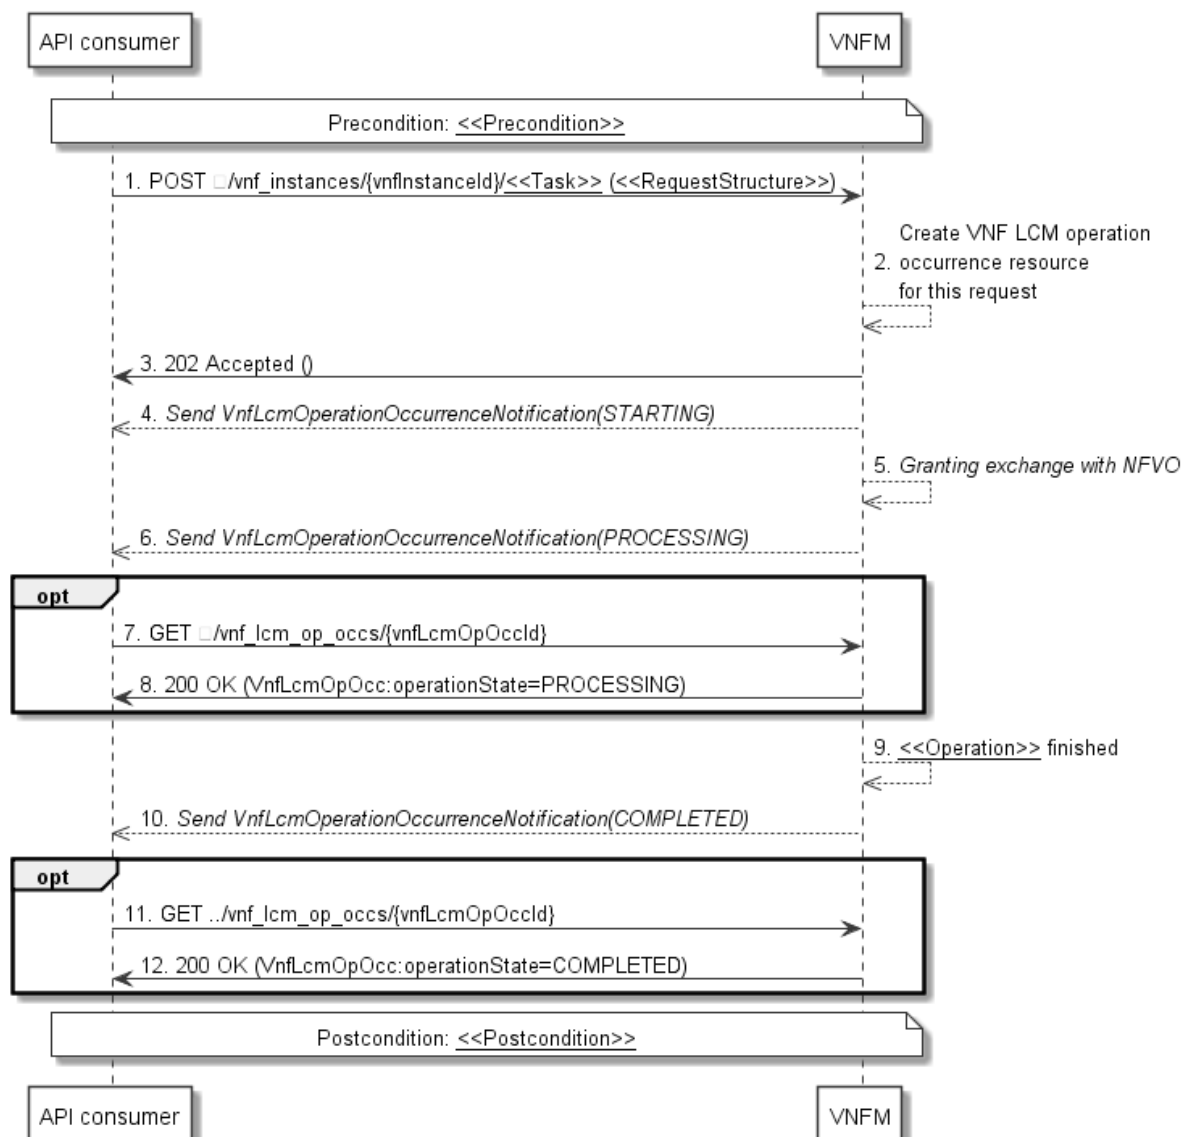 API consumer
VNFM
Precondition: <<Precondition>>
1. POST □/vnf_instances/{vnfInstanceId}/<<Task>> (<<RequestStructure>>)
Create VNF LCM operation
2. occurrence resource
for this request
3. 202 Accepted ()
4. Send VnfLcmOperationOccurrenceNotification(STARTING)
5. Granting exchange with NFVO
6. Send VnfLcmOperationOccurrenceNotification(PROCESSING)
opt
7. GET □/vnf_lcm_op_occs/{vnfLcmOpOccId}
8. 200 OK (VnfLcmOpOcc:operationState=PROCESSING)
9. <<Operation>> finished
10. Send VnfLcmOperationOccurrenceNotification(COMPLETED)
opt
11. GET ../vnf_lcm_op_occs/{vnfLcmOpOccId}
12. 200 OK (VnfLcmOpOcc:operationState=COMPLETED)
Postcondition: <<Postcondition>>
API consumer
VNFM